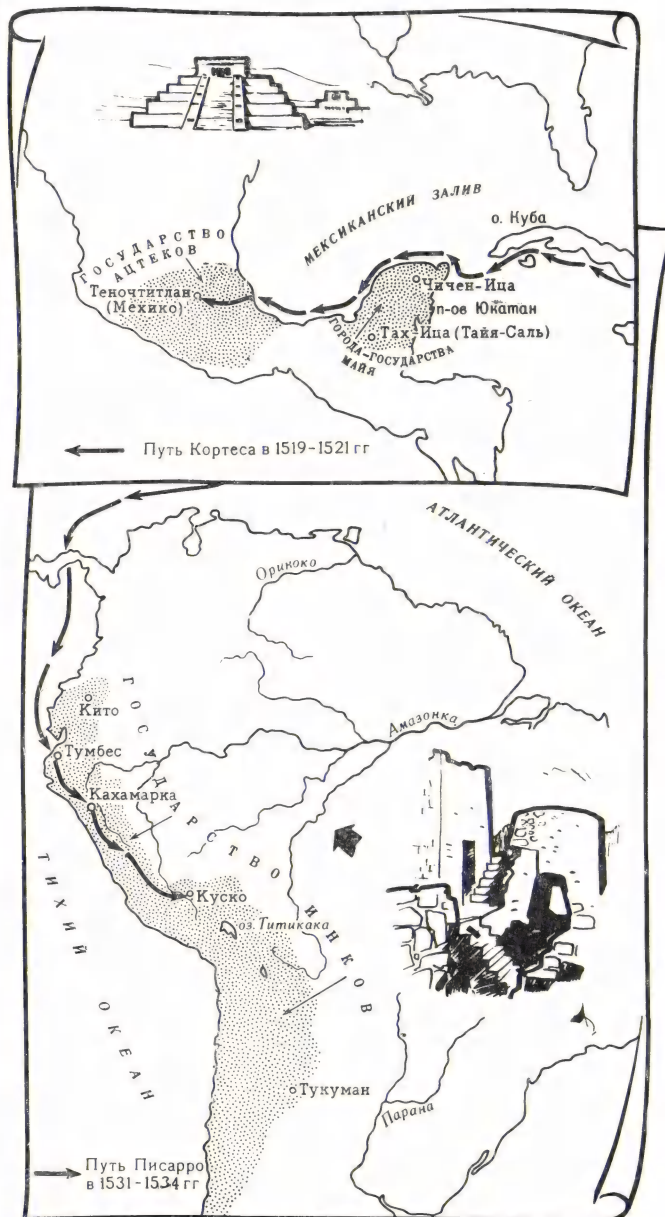 МЕКСИКАНСКИЙ ЗАЛИВ
о. Куба
ГОСУДАРСТВО
АЦТЕКОВ
Теночтитлан
(Мехико)
Чичен-Ица
п-ов Юкатан
Тах-Ица (Тайя-Саль)
ГОРОДА-ГОСУДАРСТВА
МАЙЯ
Путь Кортеса в 1519-1521 гг
АТЛАНТИЧЕСКИЙ ОКЕАН
Ориноко
Амазонка
ГОСУДАРСТВО ИНКОВ
Кито
Тумбес
Кахамарка
Куско
оз. Титикака
ТИХИЙ ОКЕАН
Тукуман
Парана
Путь Писарро
в 1531-1534 гг